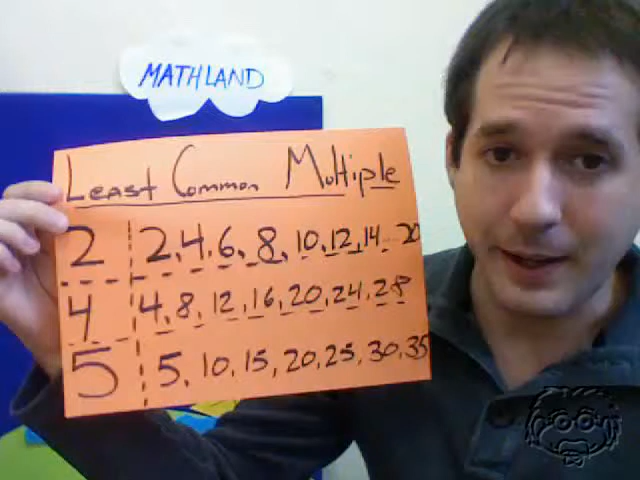 MATHLAND
Least Common Multiple
2 2, 4, 6, 8, 10, 12, 14 ... 20
4 4, 8, 12, 16, 20, 24, 28
5 5, 10, 15, 20, 25, 30, 35